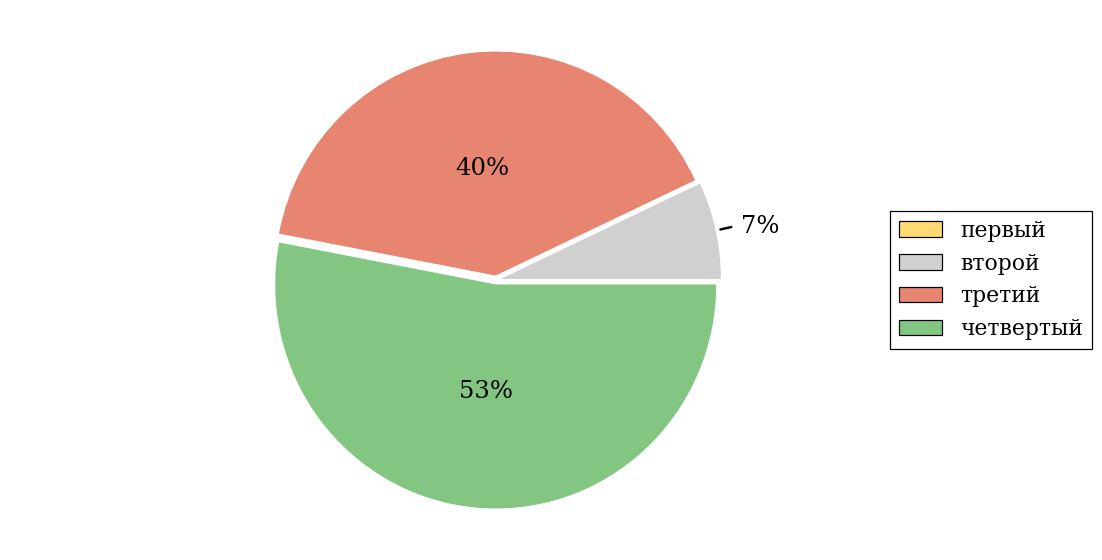 40%
7%
53%
первый
второй
третий
четвертый